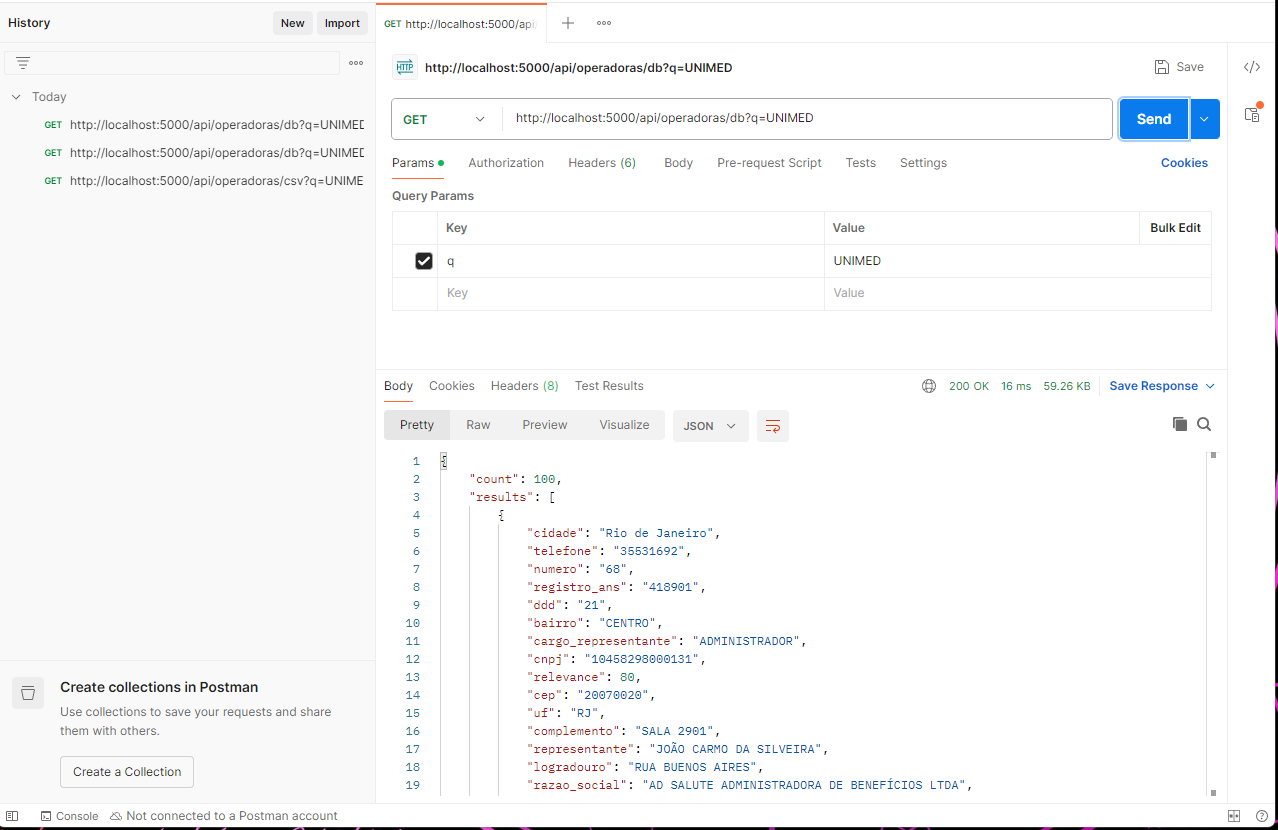 History
New
Import
Today
GET http://localhost:5000/api/operadoras/db?q=UNIMED
GET http://localhost:5000/api/operadoras/db?q=UNIMED
GET http://localhost:5000/api/operadoras/csv?q=UNIME
Create collections in Postman
Use collections to save your requests and share
them with others.
Create a Collection
GET http://localhost:5000/api/
HTTP http://localhost:5000/api/operadoras/db?q=UNIMED
Save
GET http://localhost:5000/api/operadoras/db?q=UNIMED
Send
Params Authorization Headers (6) Body Pre-request Script Tests Settings Cookies
Query Params
Key Value Bulk Edit
q UNIMED
Key Value
Body Cookies Headers (8) Test Results 200 OK 16 ms 59.26 KB Save Response
Pretty Raw Preview Visualize JSON
1 {
2 "count": 100,
3 "results": [
4 {
5 "cidade": "Rio de Janeiro",
6 "telefone": "35531692",
7 "numero": "68",
8 "registro_ans": "418901",
9 "ddd": "21",
10 "bairro": "CENTRO",
11 "cargo_representante": "ADMINISTRADOR",
12 "cnpj": "10458298000131",
13 "relevance": 80,
14 "cep": "20070020",
15 "uf": "RJ",
16 "complemento": "SALA 2901",
17 "representante": "JOÃO CARMO DA SILVEIRA",
18 "logradouro": "RUA BUENOS AIRES",
19 "razao_social": "AD SALUTE ADMINISTRADORA DE BENEFÍCIOS LTDA",
Console Not connected to a Postman account